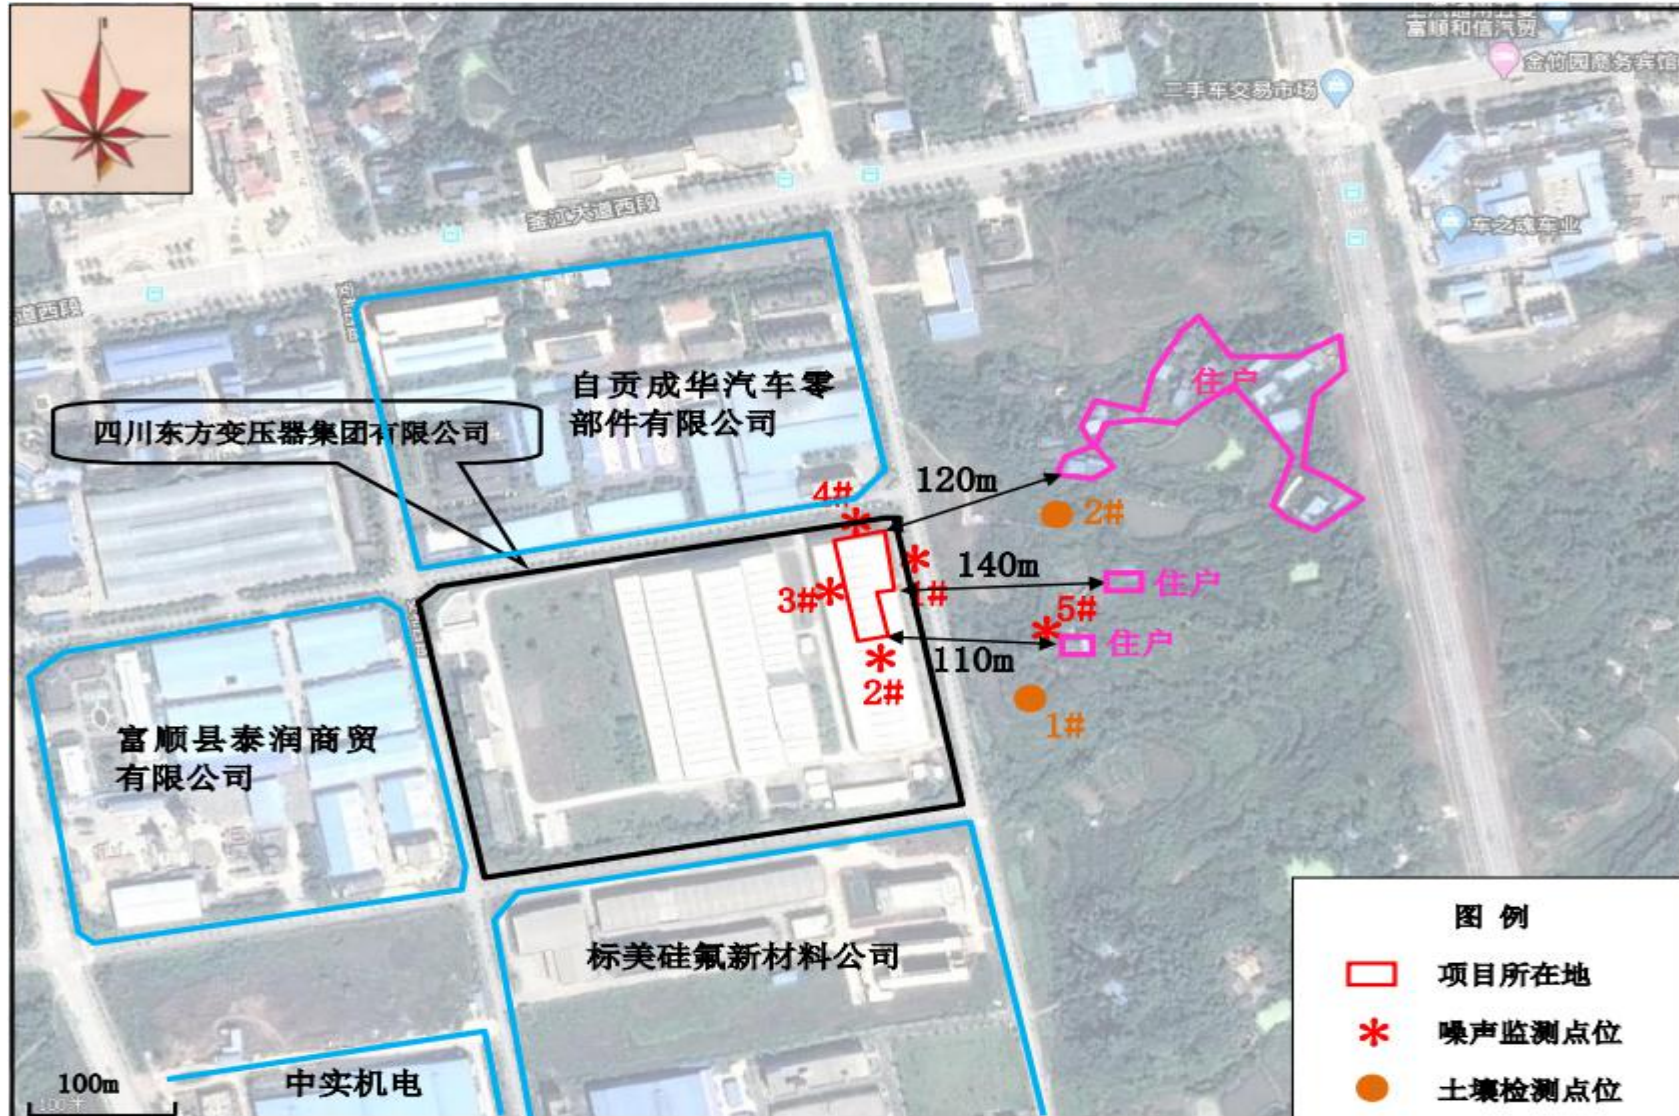 富顺和信汽贸
金竹园商务宾馆
二手车交易市场
釜江大道西段
车之魂车业
道西段
自贡成华汽车零
部件有限公司
住户
四川东方变压器集团有限公司
120m
4#
2#
140m
住户
3#
1#
5#
住户
110m
2#
1#
富顺县泰润商贸
有限公司
标美硅氟新材料公司
中实机电
100m
100米
图 例
项目所在地
噪声监测点位
土壤检测点位